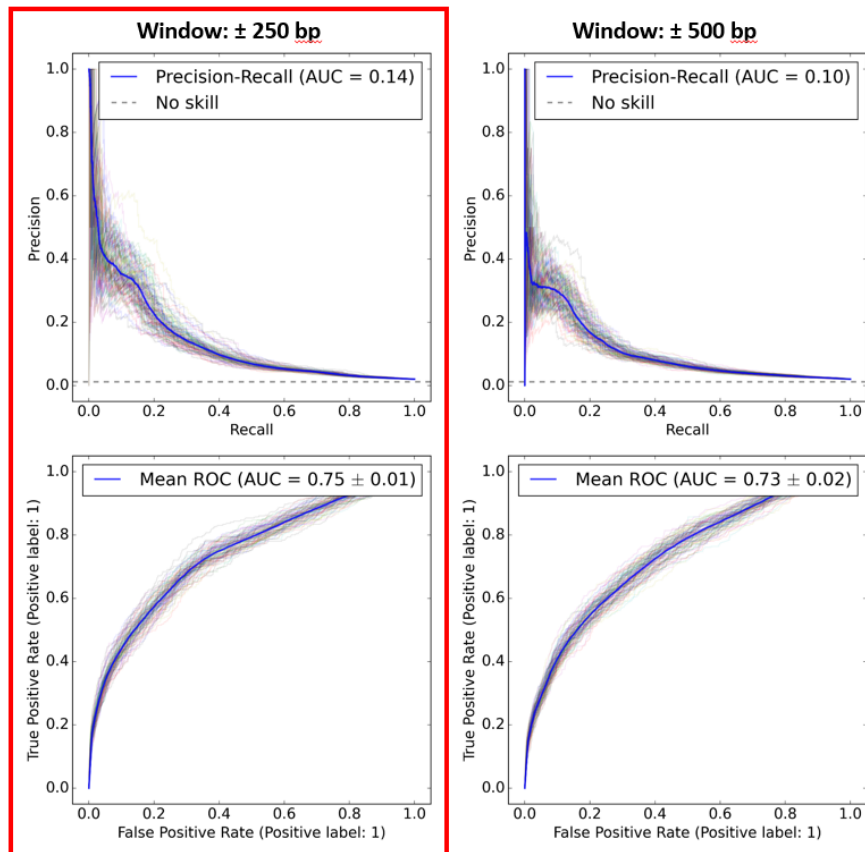 Window: ± 250 bp
Precision-Recall (AUC = 0.14)
No skill
1.0
0.8
0.6
0.4
0.2
0.0
Precision
0.0 0.2 0.4 0.6 0.8 1.0
Recall
Mean ROC (AUC = 0.75 ± 0.01)
1.0
0.8
0.6
0.4
0.2
0.0
True Positive Rate (Positive label: 1)
0.0 0.2 0.4 0.6 0.8 1.0
False Positive Rate (Positive label: 1)
Window: ± 500 bp
Precision-Recall (AUC = 0.10)
No skill
1.0
0.8
0.6
0.4
0.2
0.0
Precision
0.0 0.2 0.4 0.6 0.8 1.0
Recall
Mean ROC (AUC = 0.73 ± 0.02)
1.0
0.8
0.6
0.4
0.2
0.0
True Positive Rate (Positive label: 1)
0.0 0.2 0.4 0.6 0.8 1.0
False Positive Rate (Positive label: 1)